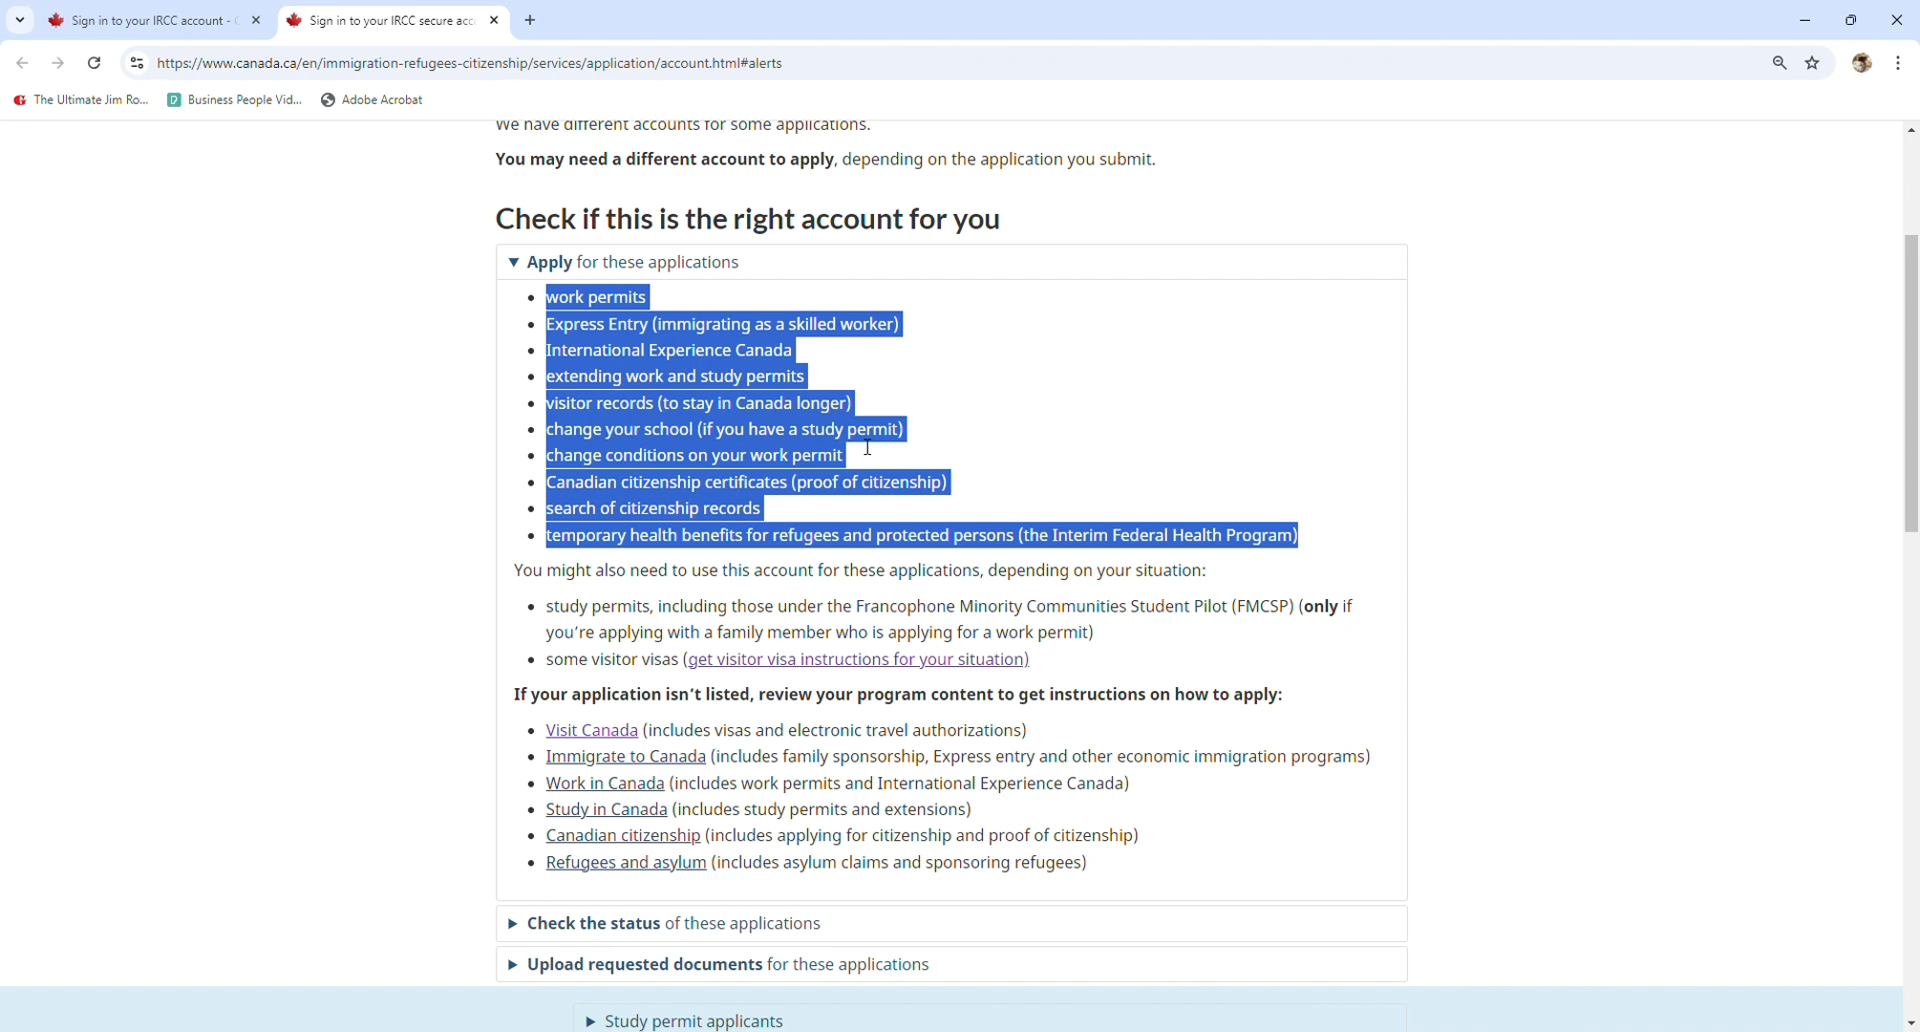 Sign in to your IRCC account - C
Sign in to your IRCC secure acc
https://www.canada.ca/en/immigration-refugees-citizenship/services/application/account.html#alerts
The Ultimate Jim Ro...
Business People Vid...
Adobe Acrobat
We have different accounts for some applications.
You may need a different account to apply, depending on the application you submit.
Check if this is the right account for you
▼ Apply for these applications
• work permits
• Express Entry (immigrating as a skilled worker)
• International Experience Canada
• extending work and study permits
• visitor records (to stay in Canada longer)
• change your school (if you have a study permit)
• change conditions on your work permit
• Canadian citizenship certificates (proof of citizenship)
• search of citizenship records
• temporary health benefits for refugees and protected persons (the Interim Federal Health Program)
You might also need to use this account for these applications, depending on your situation:
• study permits, including those under the Francophone Minority Communities Student Pilot (FMCSP) (only if
you’re applying with a family member who is applying for a work permit)
• some visitor visas (get visitor visa instructions for your situation)
If your application isn’t listed, review your program content to get instructions on how to apply:
• Visit Canada (includes visas and electronic travel authorizations)
• Immigrate to Canada (includes family sponsorship, Express entry and other economic immigration programs)
• Work in Canada (includes work permits and International Experience Canada)
• Study in Canada (includes study permits and extensions)
• Canadian citizenship (includes applying for citizenship and proof of citizenship)
• Refugees and asylum (includes asylum claims and sponsoring refugees)
▶ Check the status of these applications
▶ Upload requested documents for these applications
▶ Study permit applicants